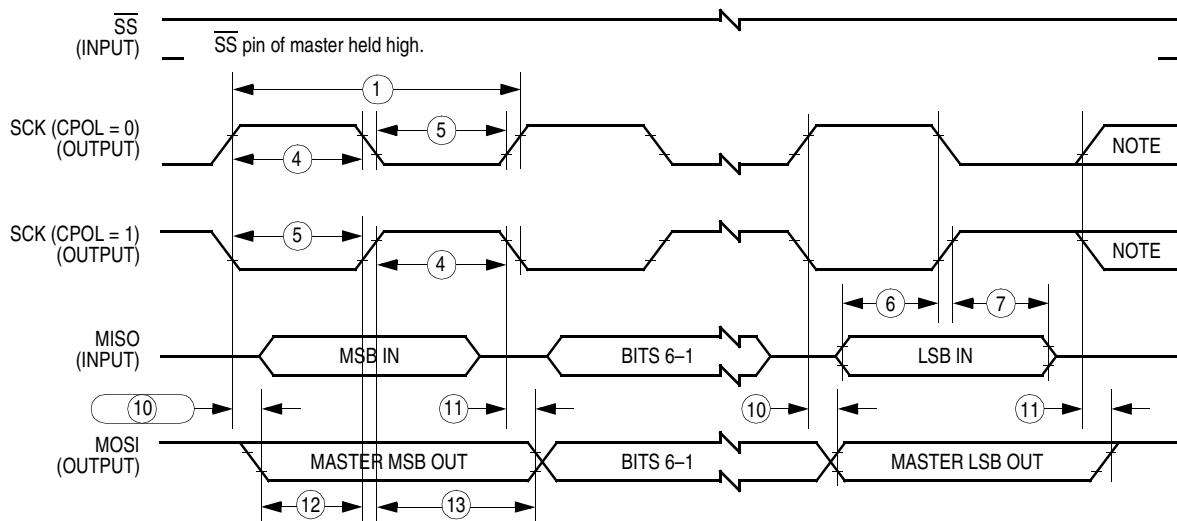 S̅S̅
(INPUT)
S̅S̅ pin of master held high.
1
SCK (CPOL = 0)
(OUTPUT)
5
4
NOTE
SCK (CPOL = 1)
(OUTPUT)
5
4
NOTE
6
7
MISO
(INPUT)
MSB IN
BITS 6–1
LSB IN
10
11
10
11
MOSI
(OUTPUT)
MASTER MSB OUT
BITS 6–1
MASTER LSB OUT
12
13